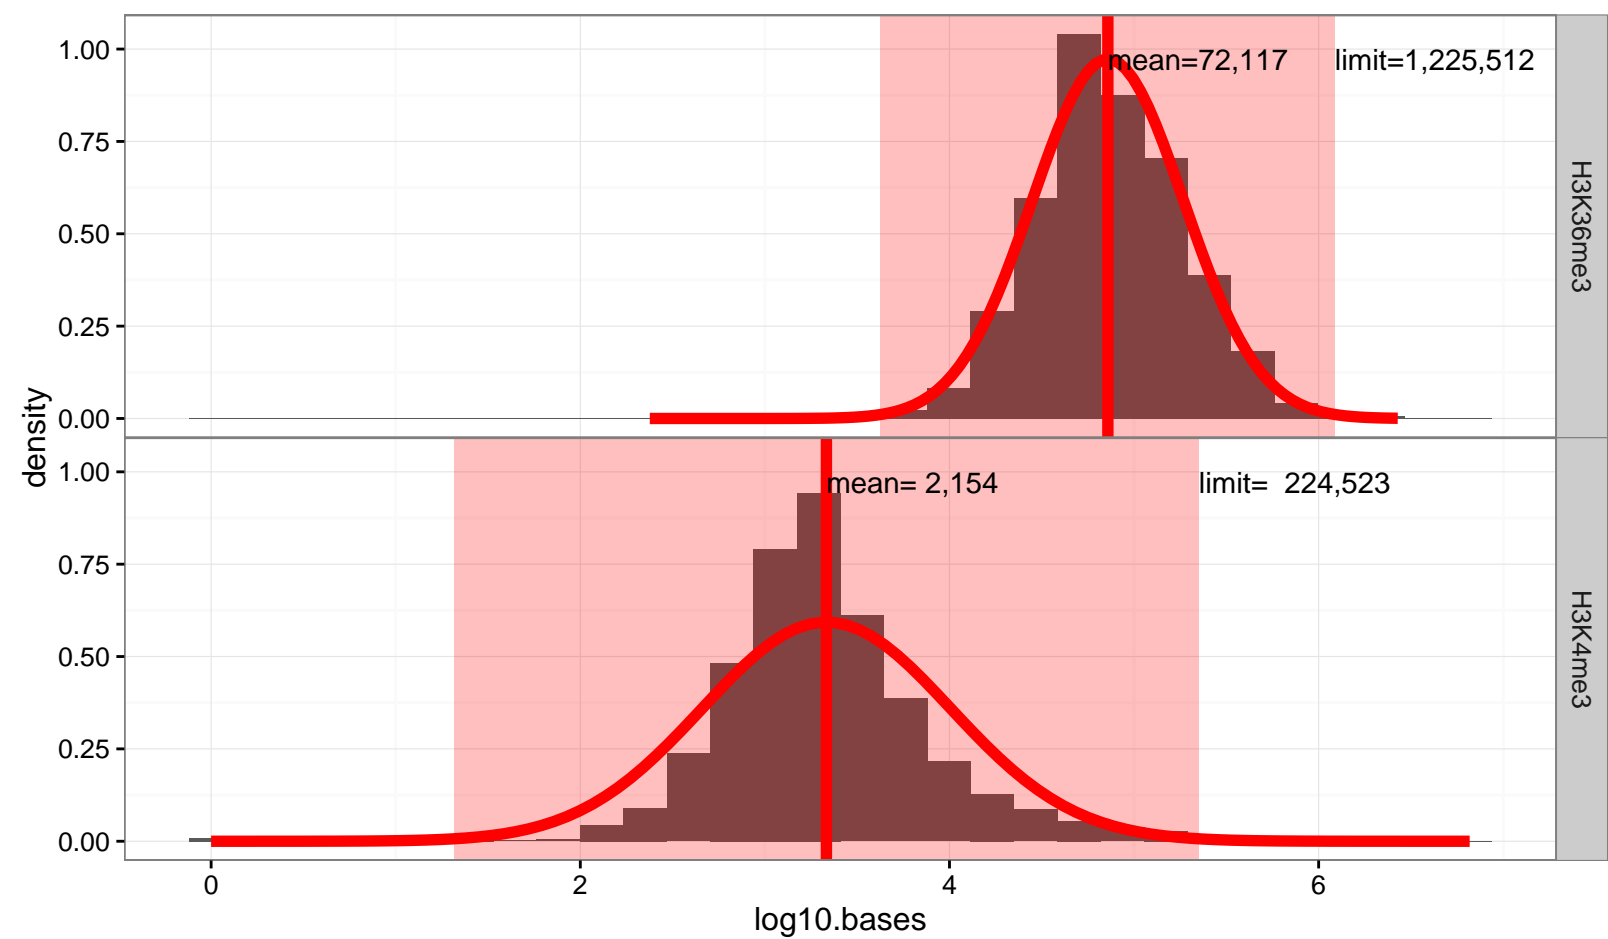 1.00
0.75
0.50
0.25
0.00
mean=72,117 limit=1,225,512
H3K36me3
density
1.00
0.75
0.50
0.25
0.00
mean= 2,154 limit=  224,523
H3K4me3
0 2 4 6
log10.bases